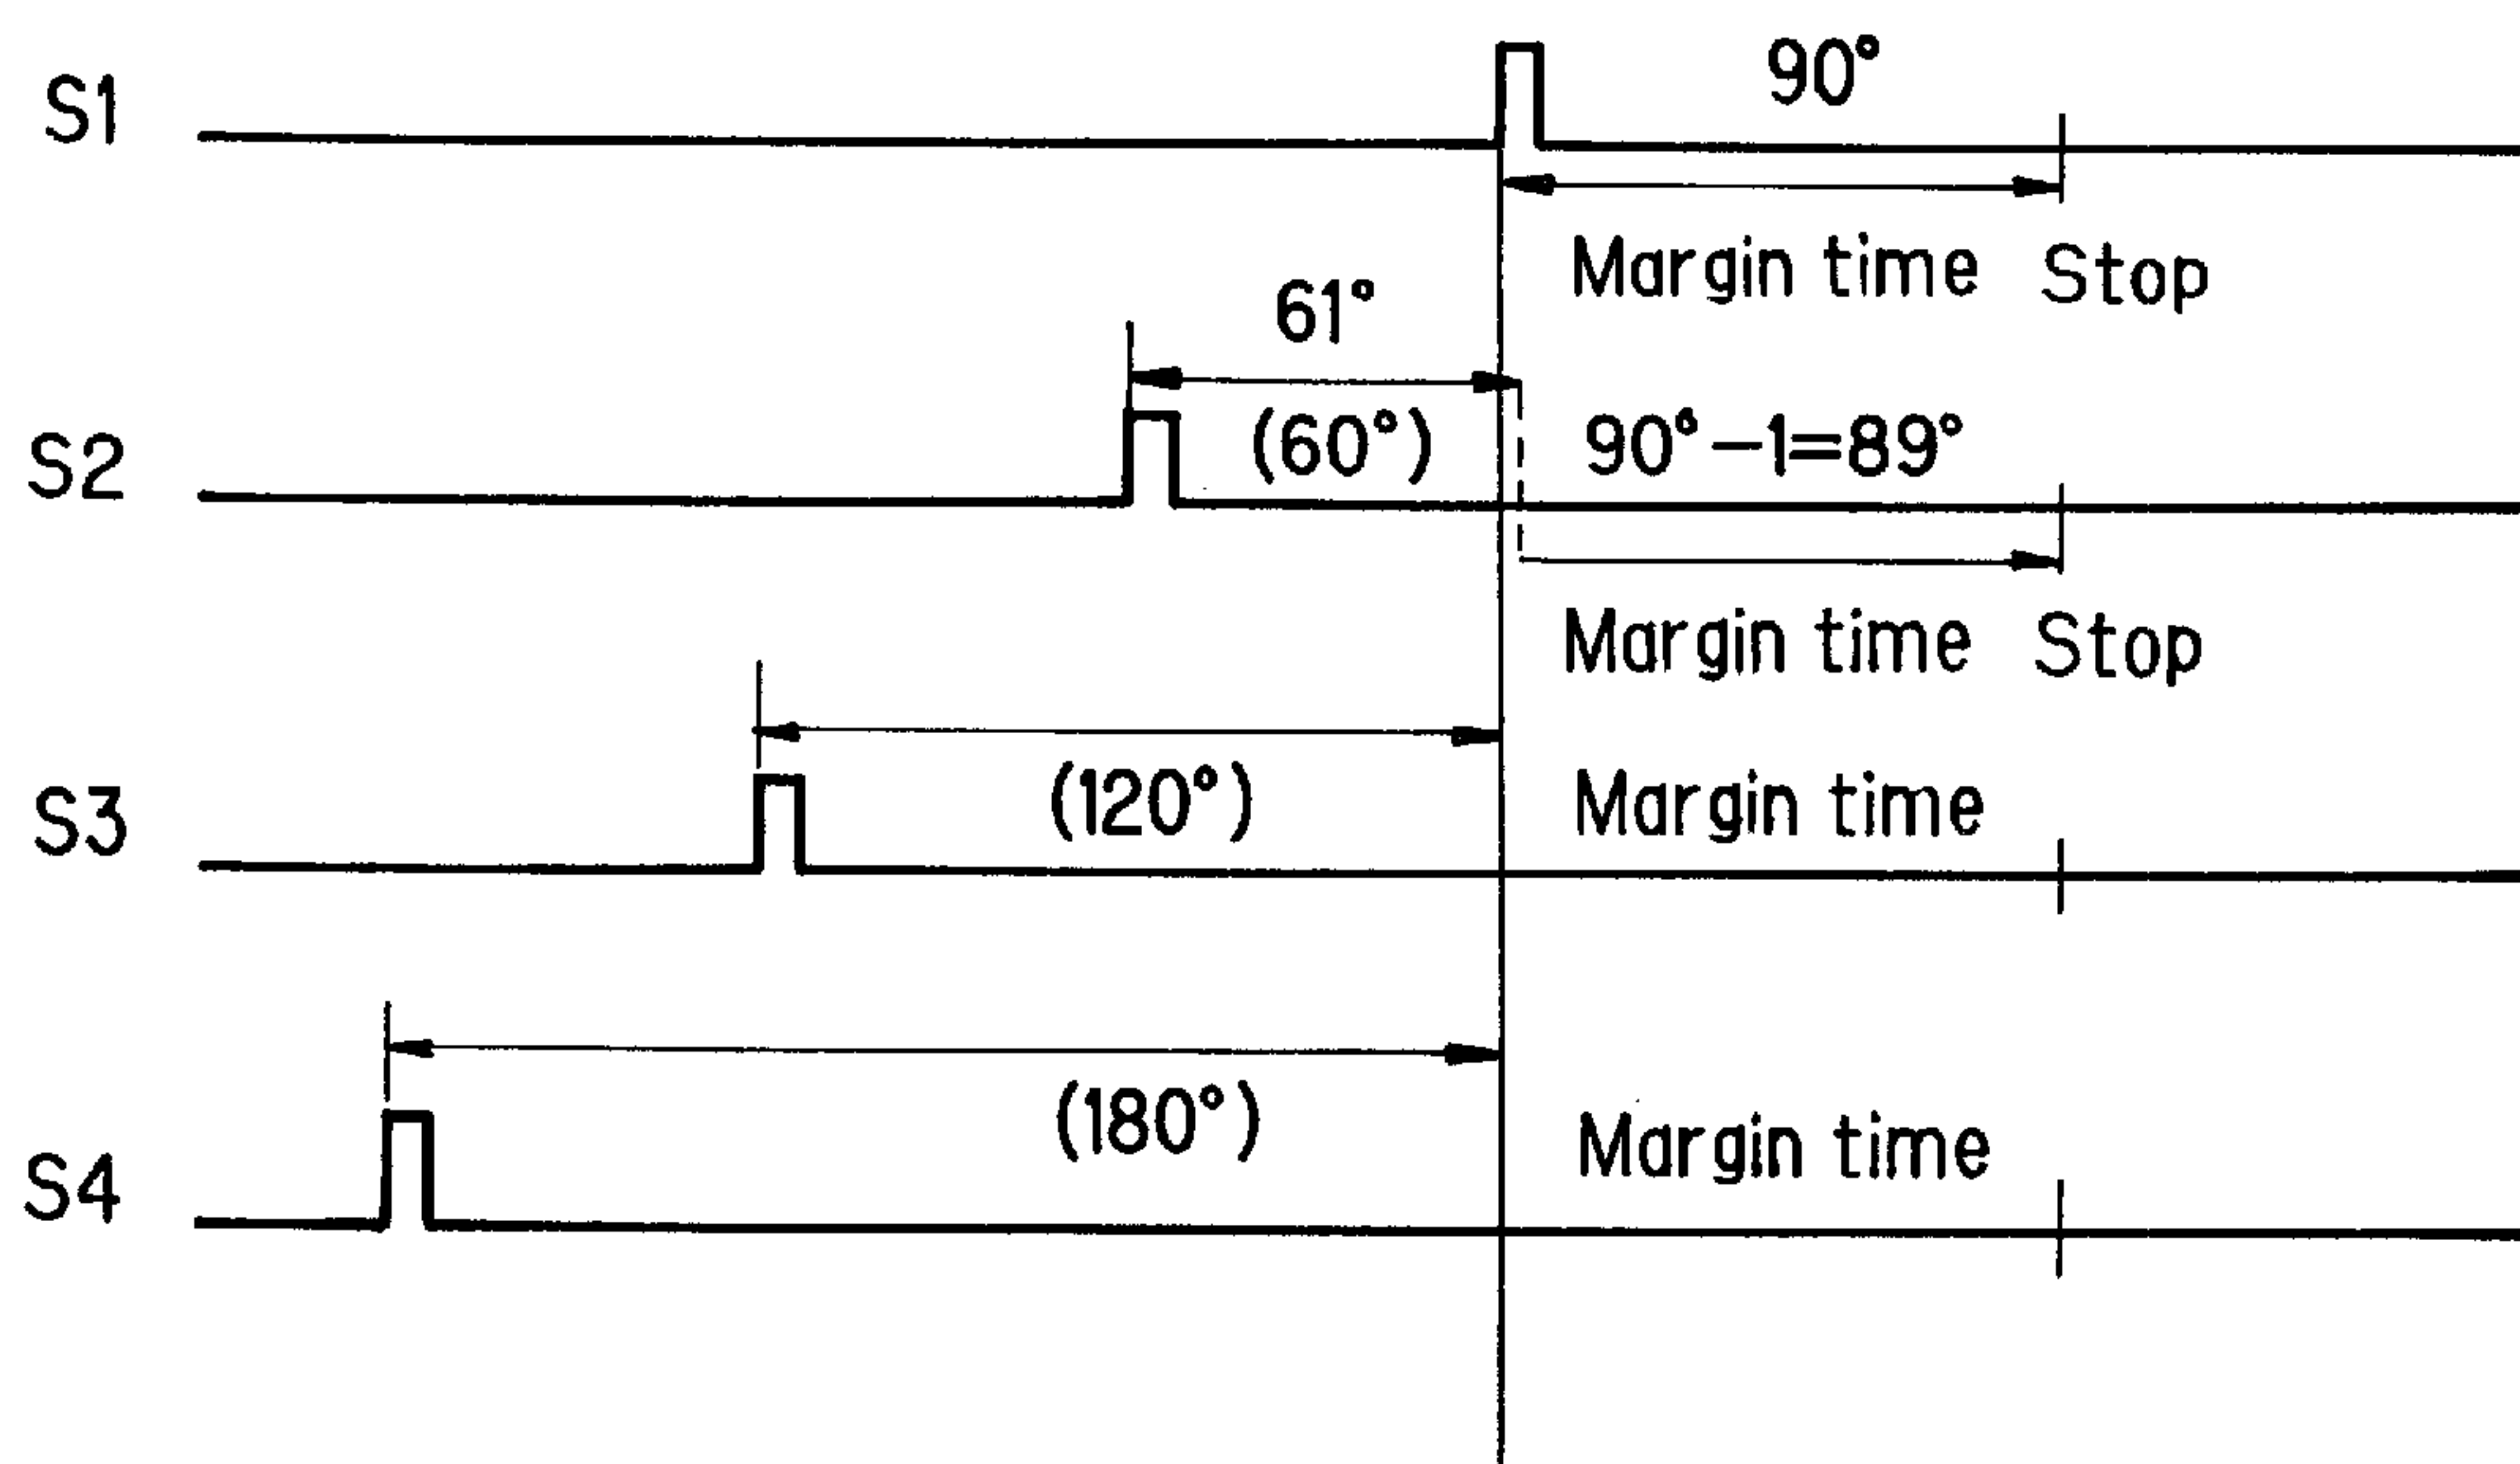 S1
90°
Margin time Stop
61°
S2
(60°)
90°−1=89°
Margin time Stop
S3
(120°)
Margin time
S4
(180°)
Margin time